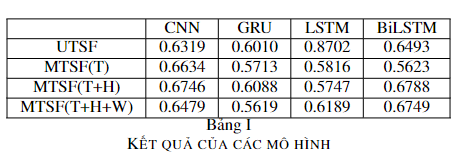 CNN GRU LSTM BiLSTM
UTSF 0.6319 0.6010 0.8702 0.6493
MTSF(T) 0.6634 0.5713 0.5816 0.5623
MTSF(T+H) 0.6746 0.6088 0.5747 0.6788
MTSF(T+H+W) 0.6479 0.5619 0.6189 0.6749
Bảng I
KẾT QUẢ CỦA CÁC MÔ HÌNH